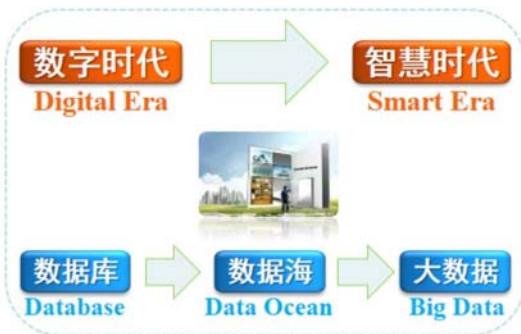 数字时代
智慧时代
Digital Era
Smart Era
数据库
数据海
大数据
Database
Data Ocean
Big Data